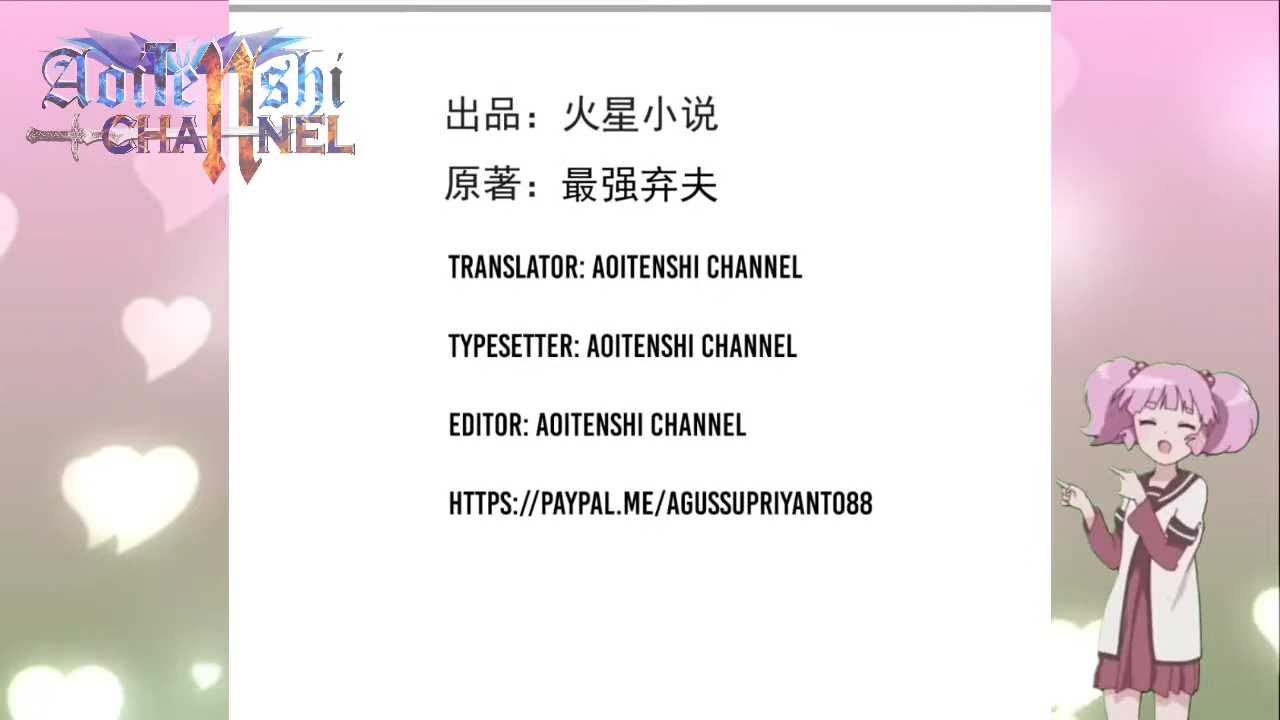 AoiTenshi
CHANNEL
出品：火星小说
原著：最强弃夫
TRANSLATOR: AOITENSHI CHANNEL
TYPESETTER: AOITENSHI CHANNEL
EDITOR: AOITENSHI CHANNEL
HTTPS://PAYPAL.ME/AGUSSUPRIYANTO88